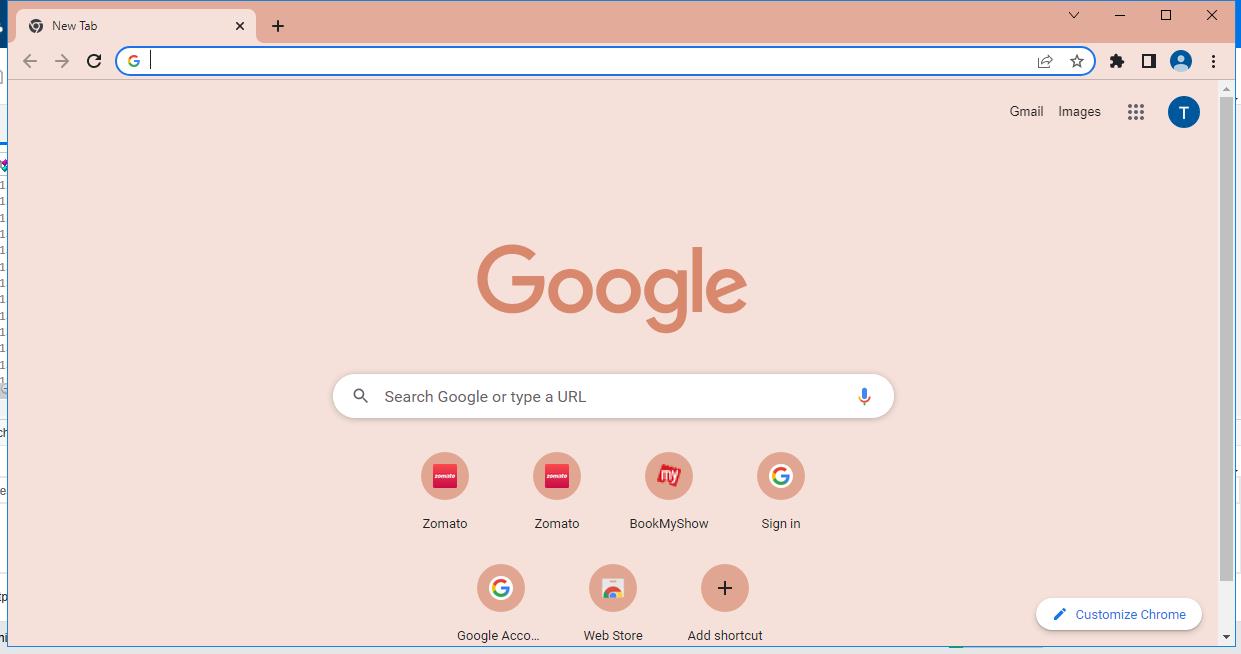 New Tab
Gmail Images T
Google
Search Google or type a URL
zomato zomato my
Zomato Zomato BookMyShow Sign in
Google Acco... Web Store Add shortcut
Customize Chrome